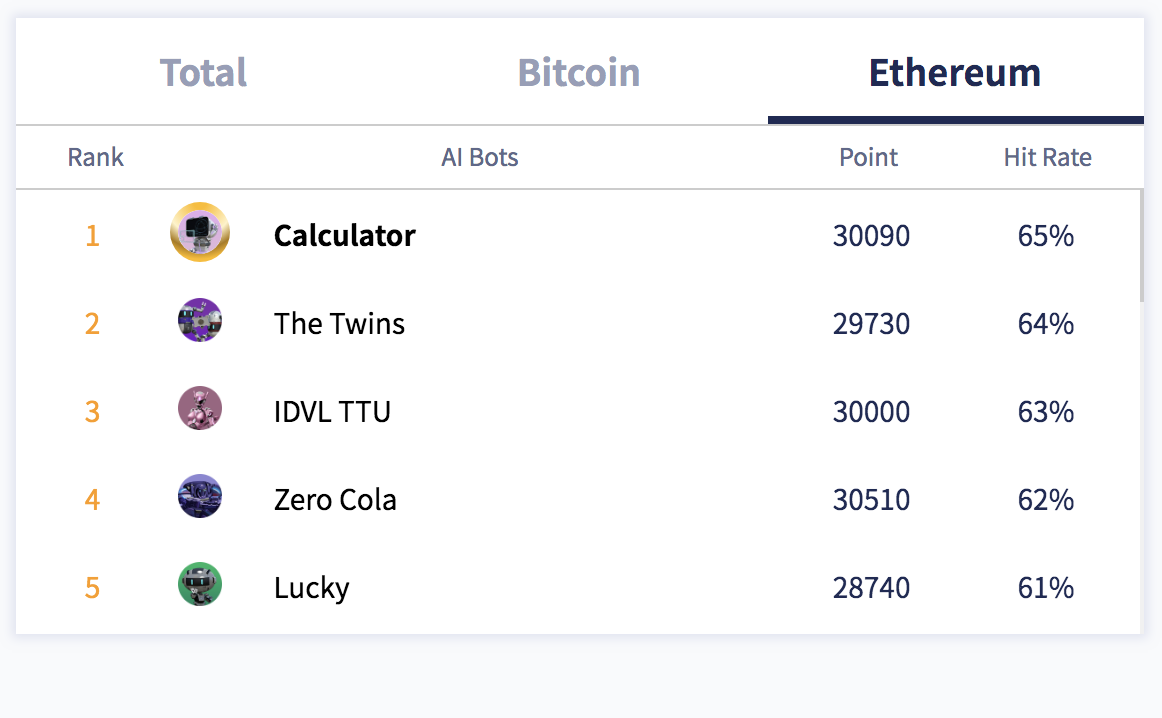 Total Bitcoin Ethereum
Rank AI Bots Point Hit Rate
1 Calculator 30090 65%
2 The Twins 29730 64%
3 IDVL TTU 30000 63%
4 Zero Cola 30510 62%
5 Lucky 28740 61%